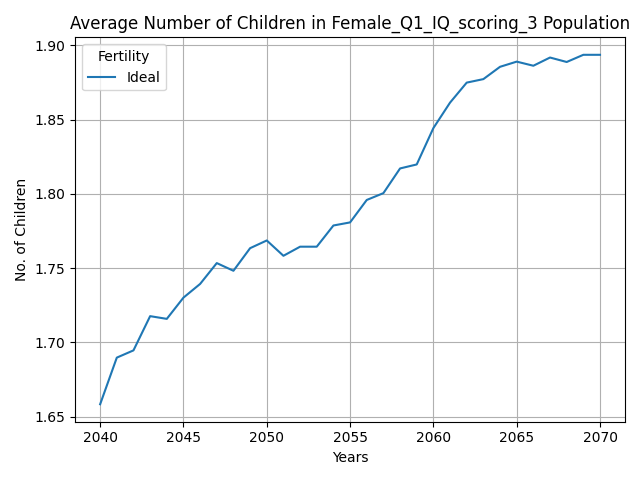 Average Number of Children in Female_Q1_IQ_scoring_3 Population
Fertility
Ideal
No. of Children
1.90
1.85
1.80
1.75
1.70
1.65
2040 2045 2050 2055 2060 2065 2070
Years